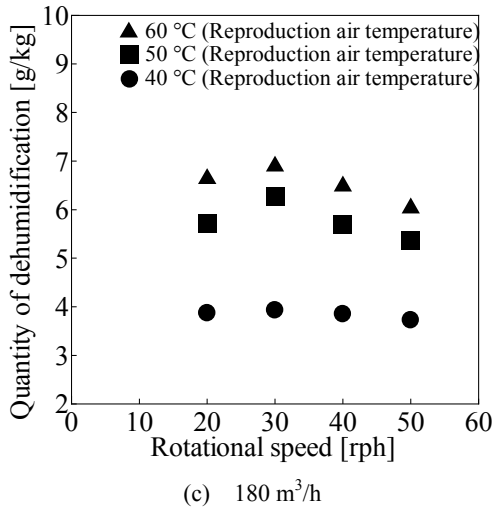 ▲ 60 °C (Reproduction air temperature)
■ 50 °C (Reproduction air temperature)
● 40 °C (Reproduction air temperature)
Quantity of dehumidification [g/kg]
10
9
8
7
6
5
4
3
2
0 10 20 30 40 50 60
Rotational speed [rph]
(c) 180 m³/h